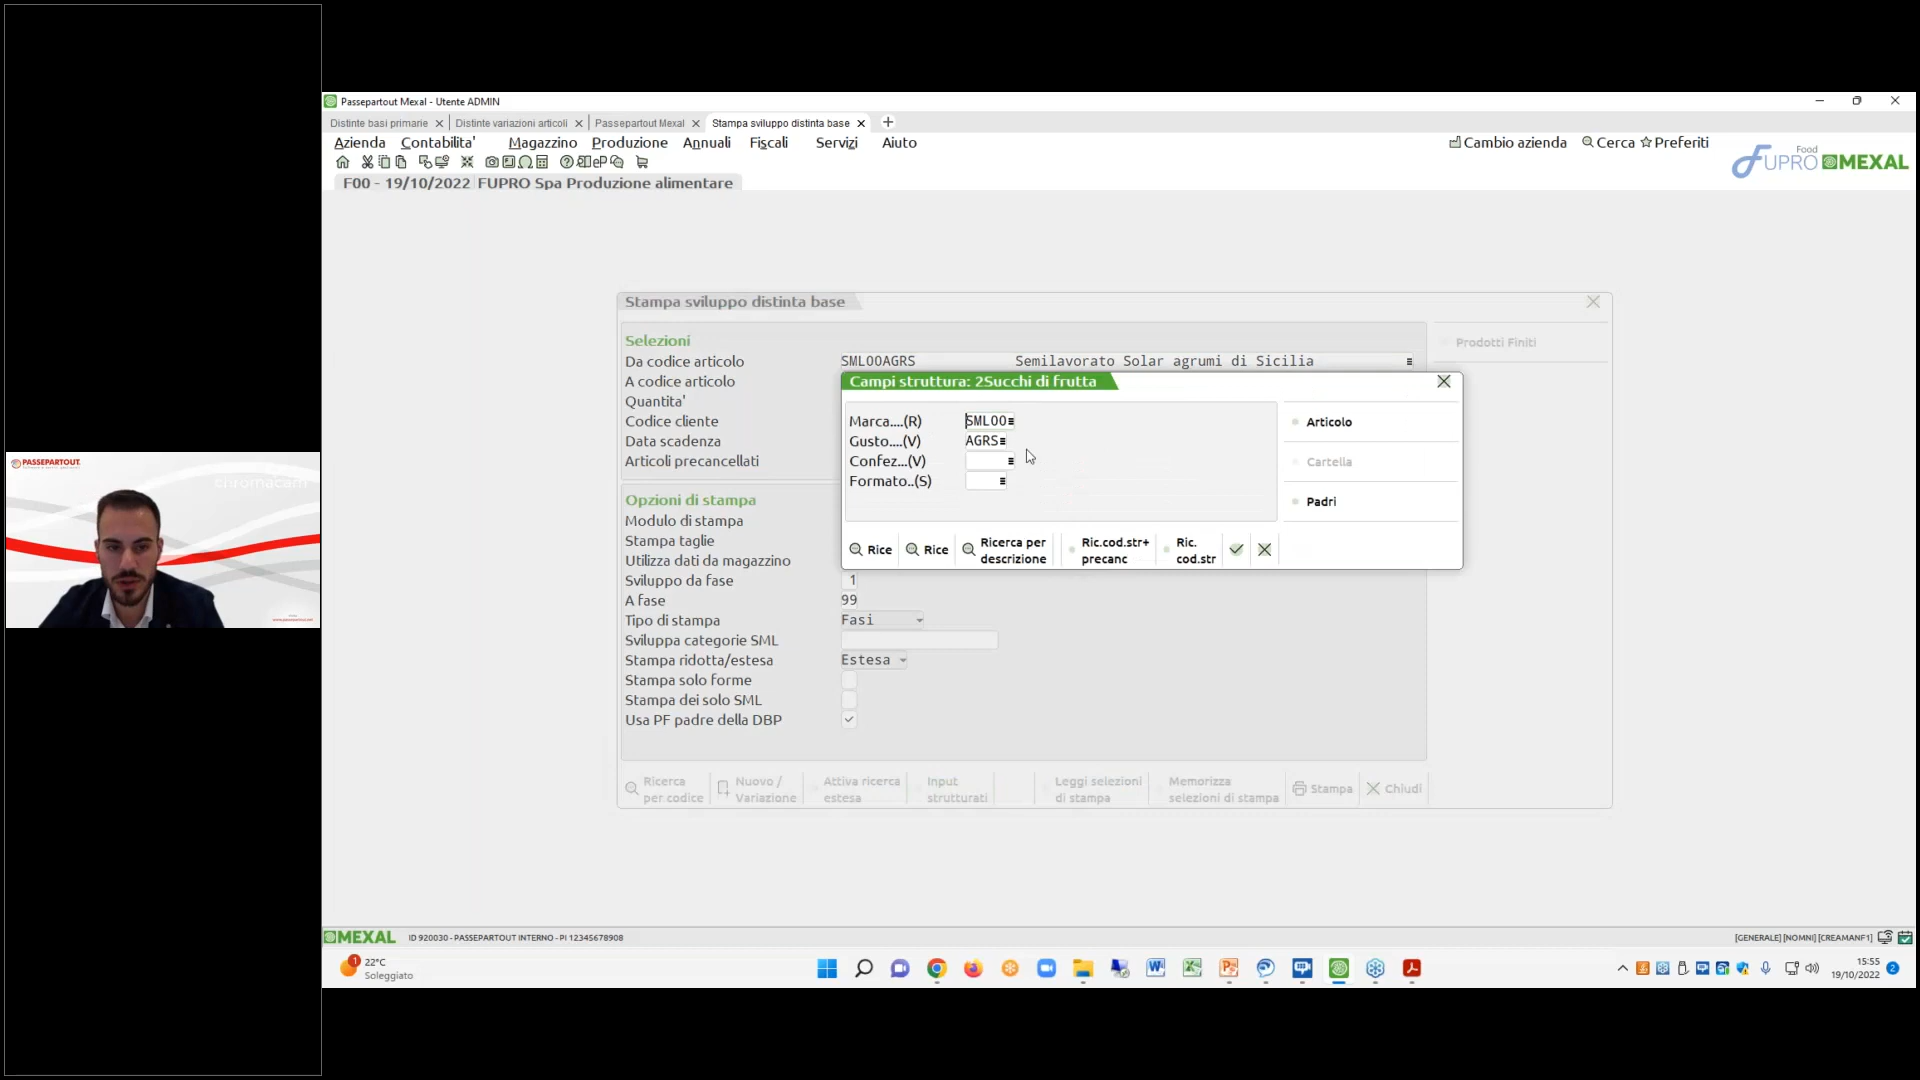 Passepartout Mexal - Utente ADMIN
Distinte basi primarie
Distinte variazioni articoli
Passepartout Mexal
Stampa sviluppo distinta base
Azienda Contabilita' Magazzino Produzione Annuali Fiscali Servizi Aiuto
Cambio azienda Cerca Preferiti
Food
FUPRO MEXAL
F00 - 19/10/2022 FUPRO Spa Produzione alimentare
Stampa sviluppo distinta base
Selezioni
Da codice articolo SML00AGRS Semilavorato Solar agrumi di Sicilia
A codice articolo
Quantita'
Codice cliente
Data scadenza
Articoli precancellati
Prodotti Finiti
Campi struttura: 2Succhi di frutta
Marca....(R) SML00
Gusto....(V) AGRS
Confez...(V)
Formato..(S)
Articolo
Cartella
Padri
Rice
Rice
Ricerca per descrizione
Ric.cod.str+ precanc
Ric. cod.str
Opzioni di stampa
Modulo di stampa
Stampa taglie
Utilizza dati da magazzino
Sviluppo da fase 1
A fase 99
Tipo di stampa Fasi
Sviluppa categorie SML
Stampa ridotta/estesa Estesa
Stampa solo forme
Stampa dei solo SML
Usa PF padre della DBP
Ricerca per codice
Nuovo / Variazione
Attiva ricerca estesa
Input strutturati
Leggi selezioni di stampa
Memorizza selezioni di stampa
Stampa
Chiudi
PASSEPARTOUT
chromacam
MEXAL ID 920030 - PASSEPARTOUT INTERNO - PI 12345678908
[GENERALE] [NOMNI] [CREAMANF1]
1
22°C
Soleggiato
15:55
19/10/2022
2